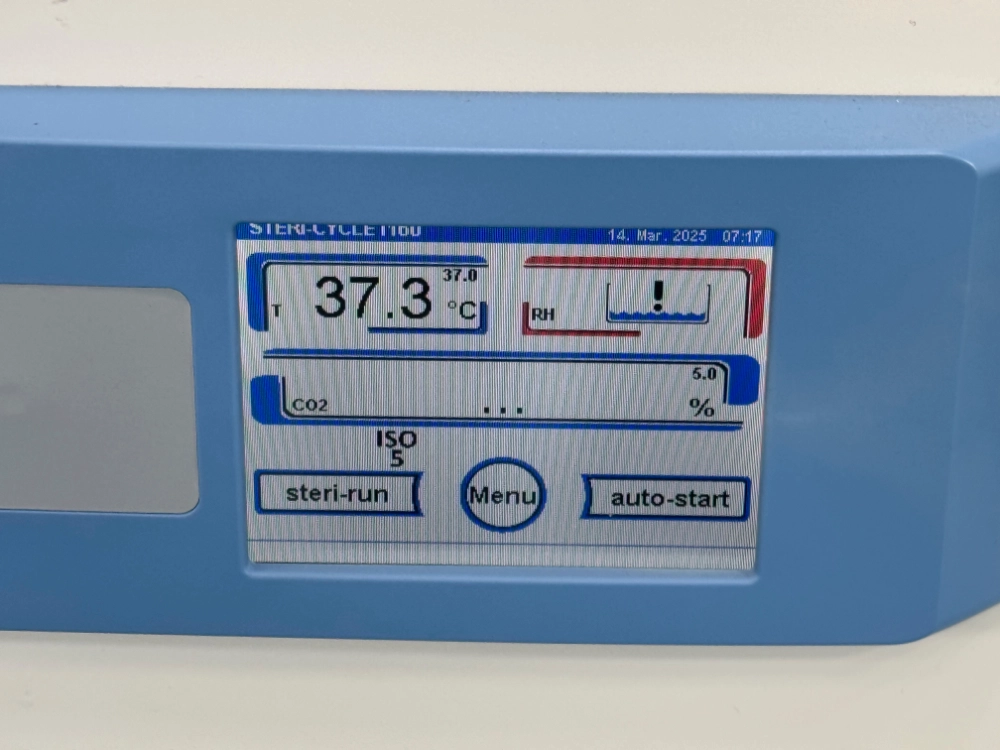 STERI-CYCLE i160 14. Mar. 2025 07:17
37.0
T 37.3 °C
RH !
5.0
CO2 ... %
ISO
5
steri-run Menu auto-start